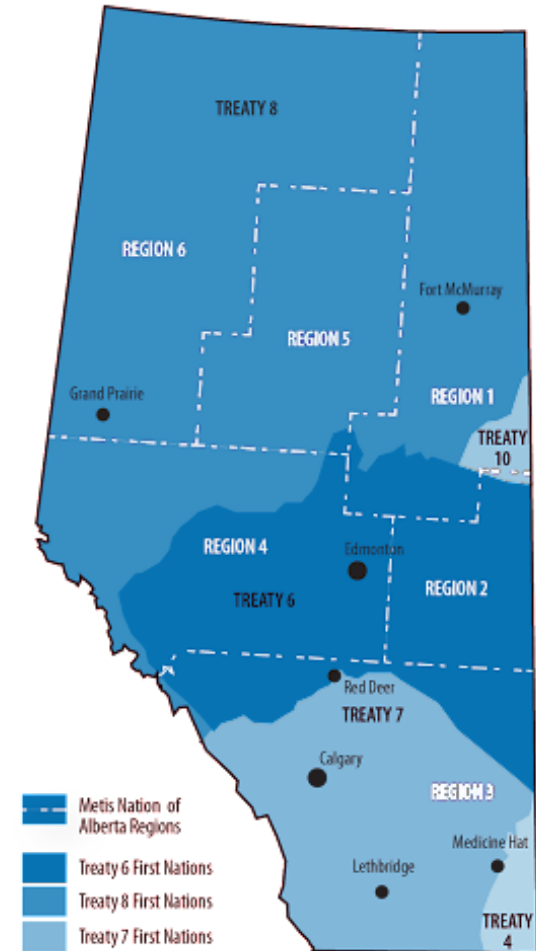 TREATY 8
REGION 6
Fort McMurray
REGION 5
Grand Prairie
REGION 1
TREATY
10
REGION 4
Edmonton
REGION 2
TREATY 6
Red Deer
TREATY 7
Calgary
REGION 3
Metis Nation of
Alberta Regions
Medicine Hat
Treaty 6 First Nations
Lethbridge
Treaty 8 First Nations
TREATY
4
Treaty 7 First Nations